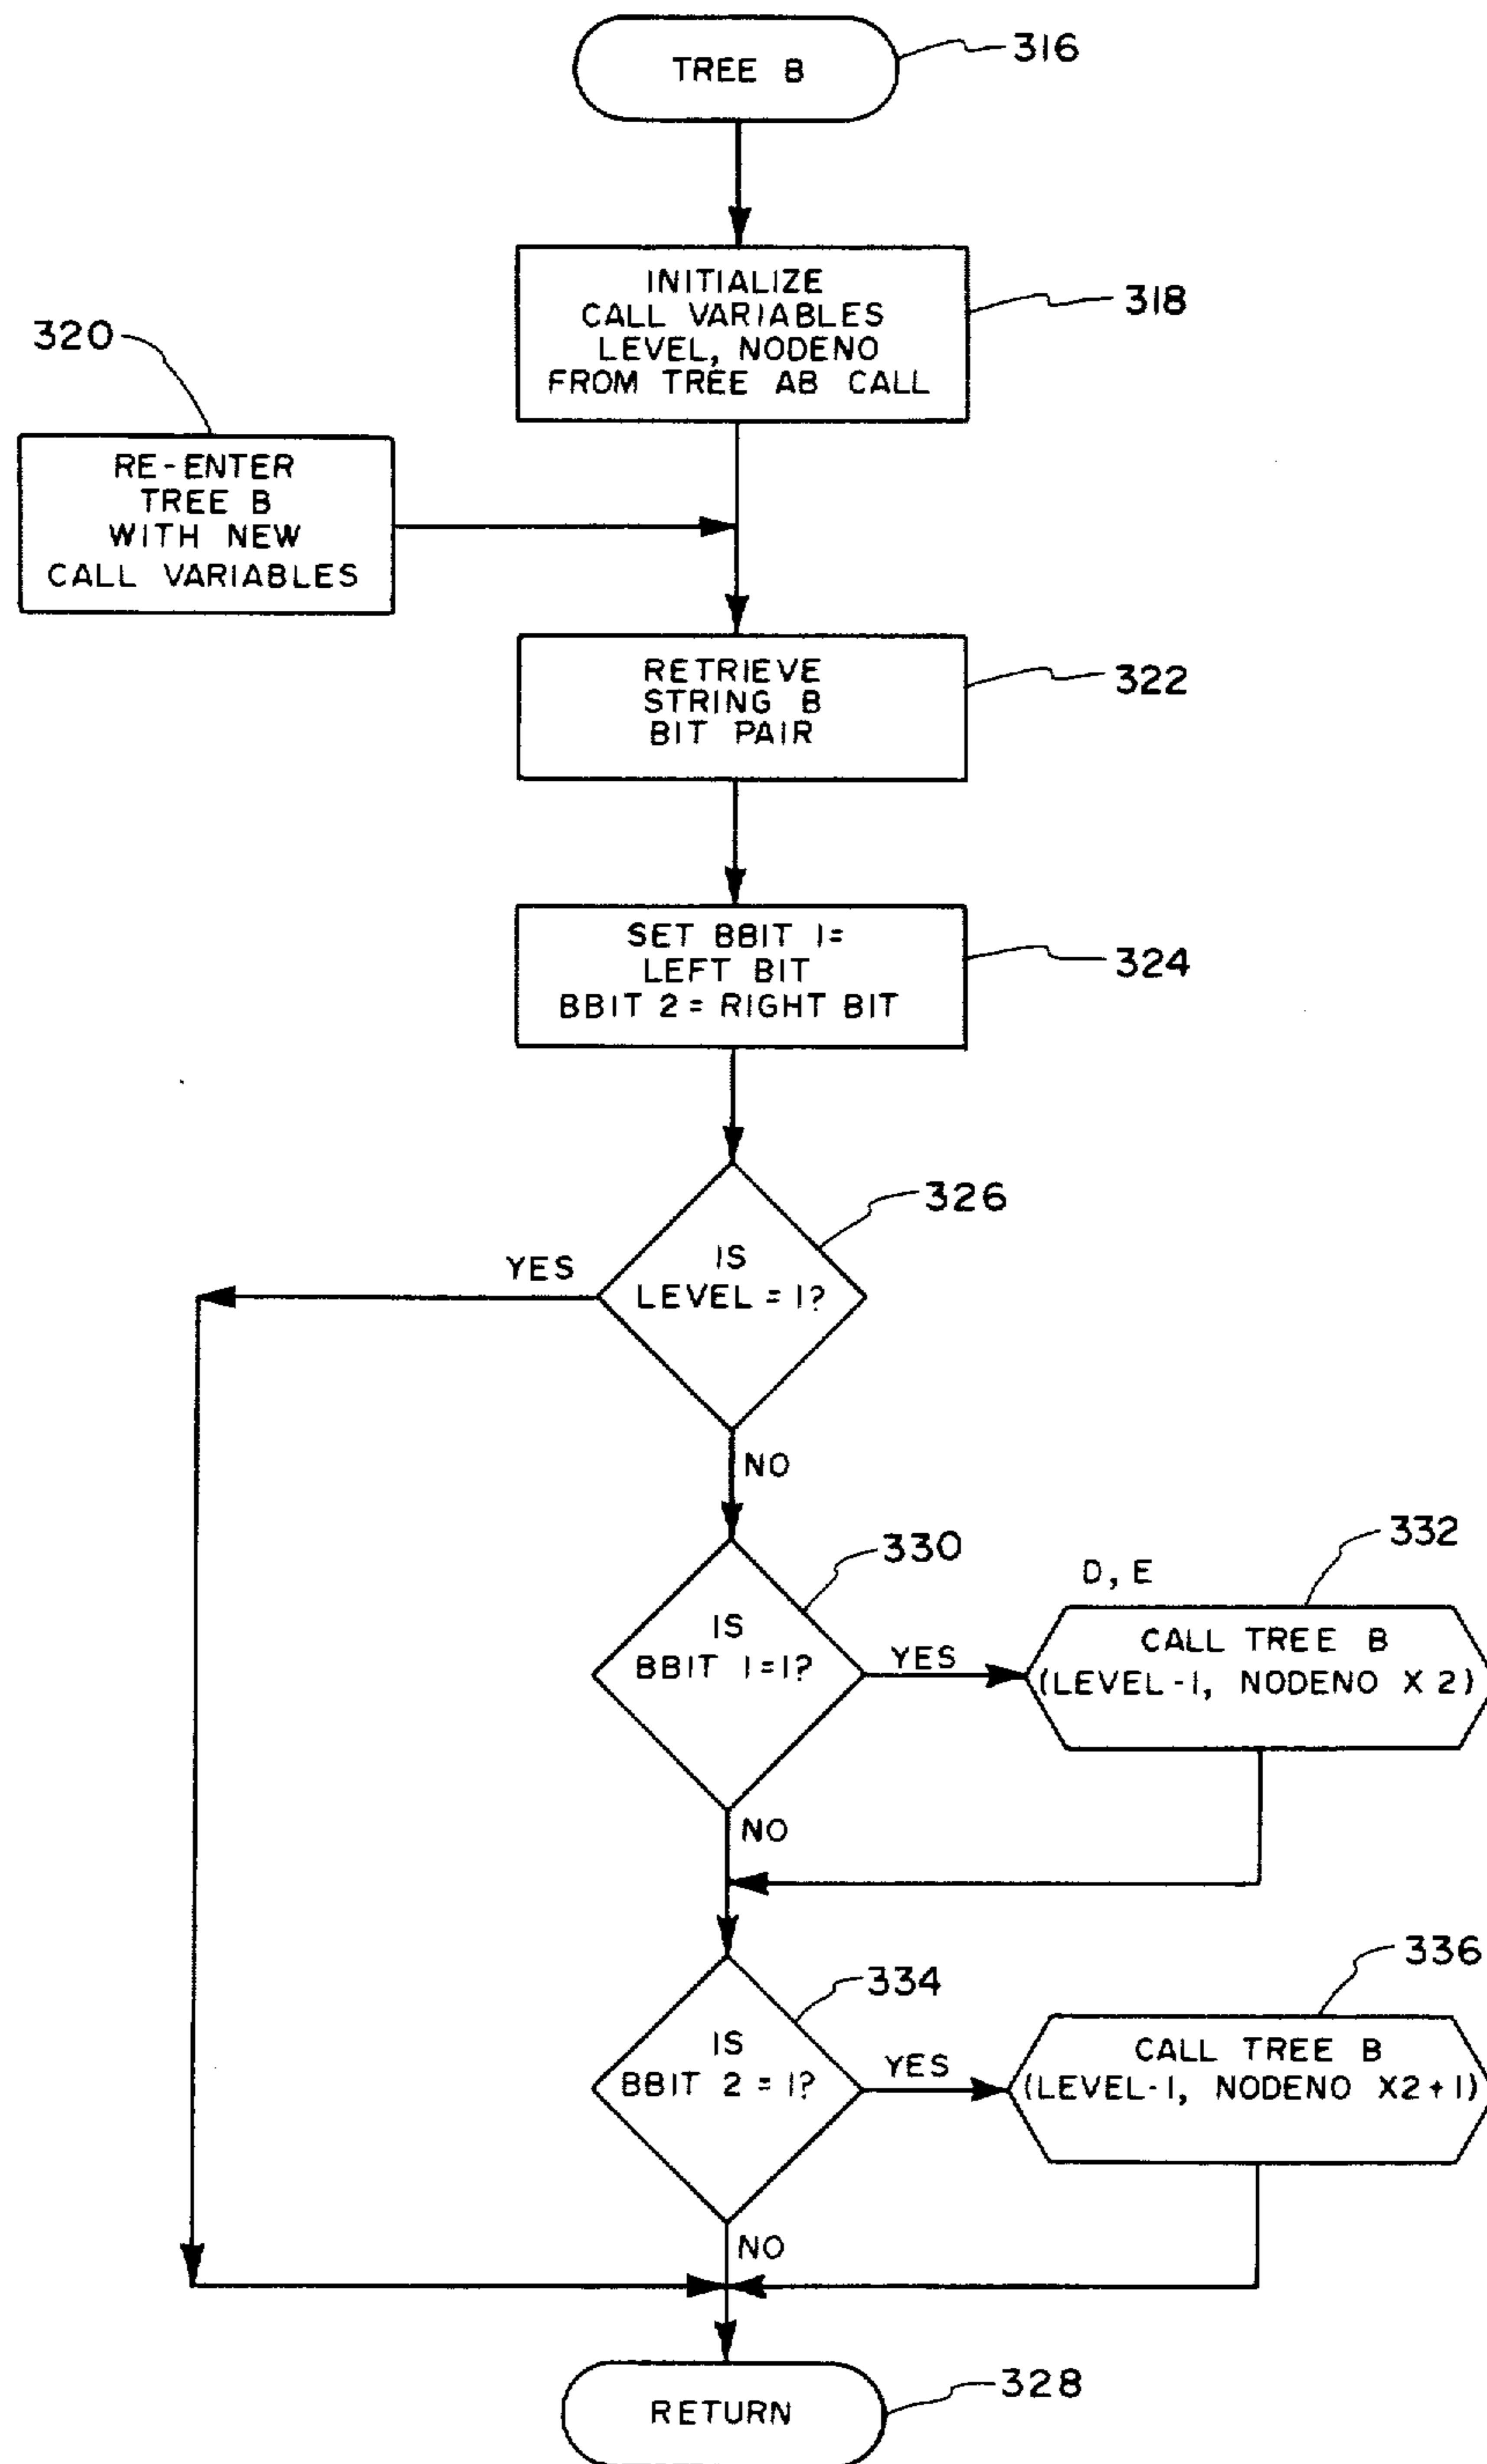 TREE B
316
INITIALIZE
CALL VARIABLES
LEVEL, NODENO
FROM TREE AB CALL
318
320
RE-ENTER
TREE B
WITH NEW
CALL VARIABLES
RETRIEVE
STRING B
BIT PAIR
322
SET BBIT 1=
LEFT BIT
BBIT 2 = RIGHT BIT
324
326
IS
LEVEL = 1?
YES
NO
330
IS
BBIT 1=1?
YES
332
D, E
CALL TREE B
(LEVEL-1, NODENO X 2)
NO
334
IS
BBIT 2 = 1?
YES
336
CALL TREE B
(LEVEL-1, NODENO X2+1)
NO
RETURN
328